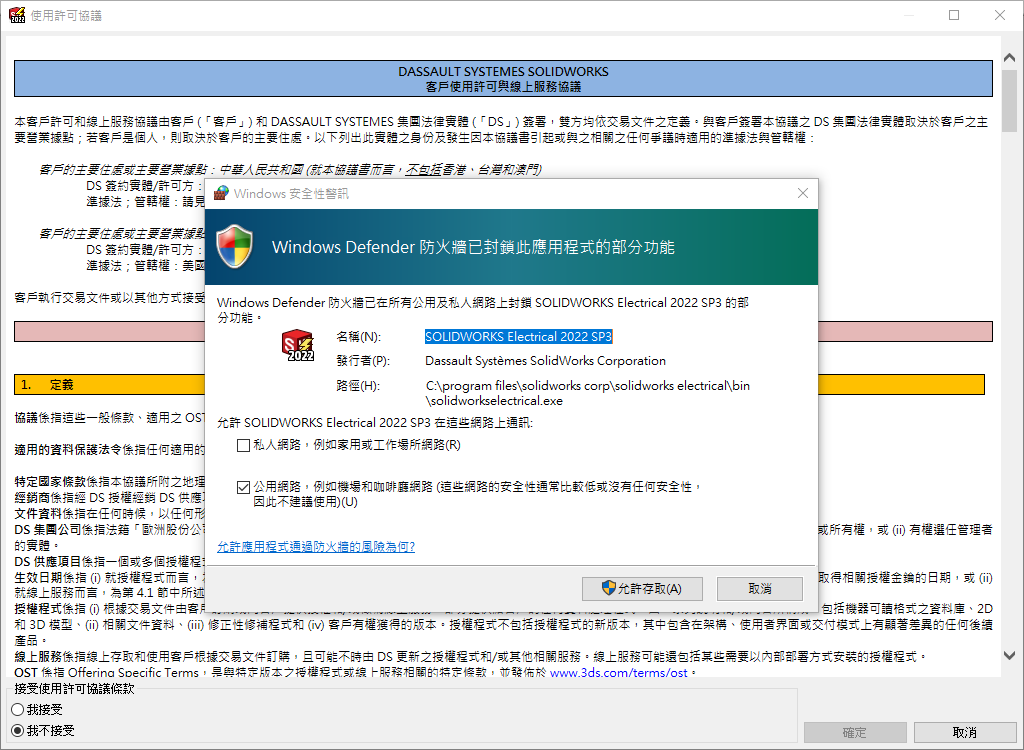 使用許可協議
DASSAULT SYSTEMES SOLIDWORKS
客戶使用許可與線上服務協議
本客戶許可和線上服務協議由客戶 (「客戶」) 和 DASSAULT SYSTEMES 集團法律實體 (「DS」) 簽署，雙方均依交易文件之定義。與客戶簽署本協議之 DS 集團法律實體取決於客戶之主
要營業據點；若客戶是個人，則取決於客戶的主要住處。以下列出此實體之身份及發生因本協議書引起或與之相關之任何爭議時適用的準據法與管轄權：
客戶的主要住處或主要營業據點：中華人民共和國 (就本協議書而言，不包括香港、台灣和澳門)
DS 簽約實體/許可方：
準據法；管轄權：請見
客戶的主要住處或主要營業據
DS 簽約實體/許可方：
準據法；管轄權：美國
客戶執行交易文件或以其他方式接受
Windows 安全性警訊
Windows Defender 防火牆已封鎖此應用程式的部分功能
Windows Defender 防火牆已在所有公用及私人網路上封鎖 SOLIDWORKS Electrical 2022 SP3 的部
分功能。
2022
名稱(N):
SOLIDWORKS Electrical 2022 SP3
發行者(P):
Dassault Systèmes SolidWorks Corporation
路徑(H):
C:\program files\solidworks corp\solidworks electrical\bin
\solidworkselectrical.exe
允許 SOLIDWORKS Electrical 2022 SP3 在這些網路上通訊:
私人網路，例如家用或工作場所網路(R)
公用網路，例如機場和咖啡廳網路 (這些網路的安全性通常比較低或沒有任何安全性，
因此不建議使用)(U)
允許應用程式通過防火牆的風險為何?
允許存取(A)
取消
1. 定義
協議係指這些一般條款、適用之 OST
適用的資料保護法令係指任何適用的
特定國家條款係指本協議所附之地理
經銷商係指經 DS 授權經銷 DS 供應
文件資料係指在任何時候，以任何形
DS 集團公司係指法籍「歐洲股份公 或所有權，或 (ii) 有權選任管理者
的實體。
DS 供應項目係指一個或多個授權程式
生效日期係指 (i) 就授權程式而言， 取得相關授權金鑰的日期，或 (ii)
就線上服務而言，為第 4.1 節中所述
授權程式係指 (i) 根據交易文件由客戶 包括機器可讀格式之資料庫、2D
和 3D 模型、(ii) 相關文件資料、(iii) 修正性修補程式和 (iv) 客戶有權獲得的版本。授權程式不包括授權程式的新版本，其中包含在架構、使用者界面或交付模式上有顯著差異的任何後續
產品。
線上服務係指線上存取和使用客戶根據交易文件訂購，且可能不時由 DS 更新之授權程式和/或其他相關服務。線上服務可能還包括某些需要以內部部署方式安裝的授權程式。
OST 係指 Offering Specific Terms，是與特定版本之授權程式或線上服務相關的特定條款，並發佈於 www.3ds.com/terms/ost。
接受使用許可協議條款
我接受
我不接受
確定
取消